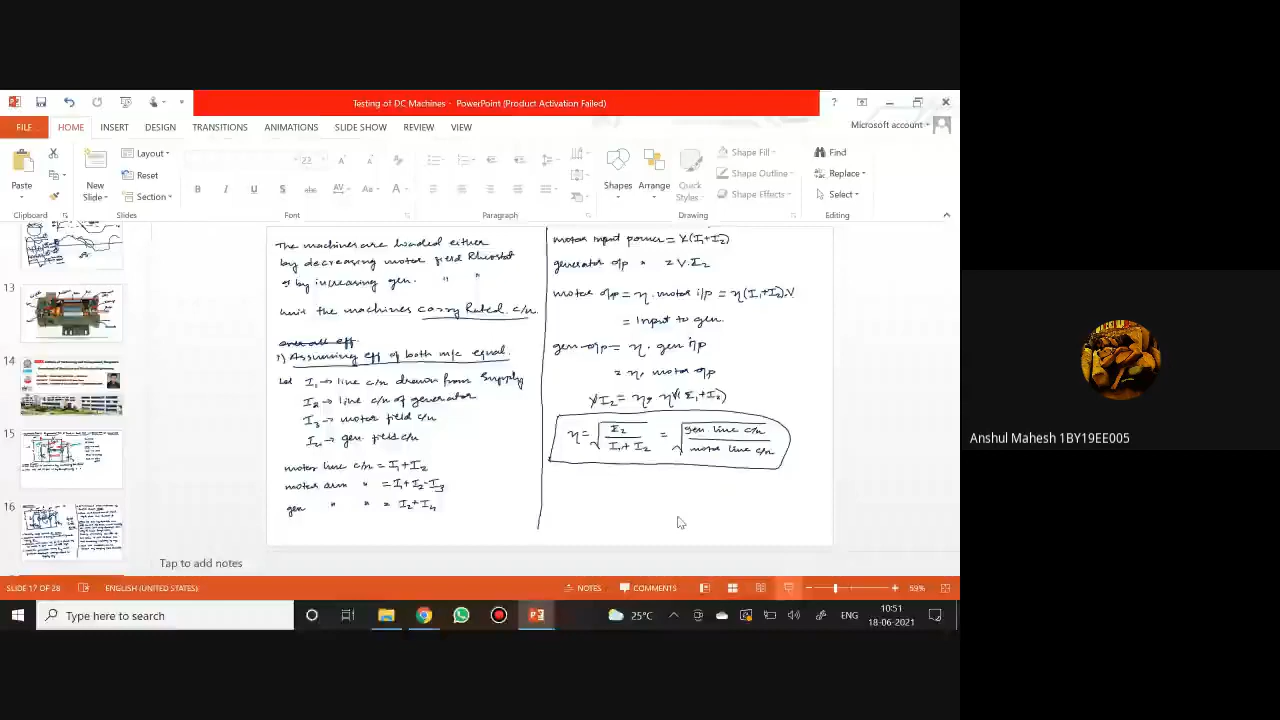 Testing of DC Machines - PowerPoint (Product Activation Failed)
FILE HOME INSERT DESIGN TRANSITIONS ANIMATIONS SLIDE SHOW REVIEW VIEW
Microsoft account
Paste
New Slide
Layout
Reset
Section
Shapes
Arrange
Quick Styles
Shape Fill
Shape Outline
Shape Effects
Find
Replace
Select
Clipboard
Slides
Font
Paragraph
Drawing
Editing
13
14
15
16
The machines are loaded either
by decreasing motor field Rheostat
or by increasing gen. " "
until the machines carry Rated c/n.
over all eff
1) Assuming eff of both m/c equal.
Let I₁ → line c/n drawn from Supply
I₂ → line c/n of generator
I₃ → motor field c/n
I₄ → gen field c/n
motor line c/n = I₁+I₂
motor arm " = I₁+I₂-I₃
gen " " = I₂+I₄
motor input power = V(I₁+I₂)
generator o/p " = V.I₂
motor o/p = η. motor i/p = η(I₁+I₂).V
= Input to gen.
gen-o/p = η. gen i/p
= η. motor o/p
VI₂ = η. ηV(I₁+I₂)
η = √(I₂/(I₁+I₂)) = √(gen. line c/n / motor line c/n)
Tap to add notes
SLIDE 17 OF 28 ENGLISH (UNITED STATES) NOTES COMMENTS 59%
Type here to search
25°C
ENG
10:51
18-06-2021
Anshul Mahesh 1BY19EE005